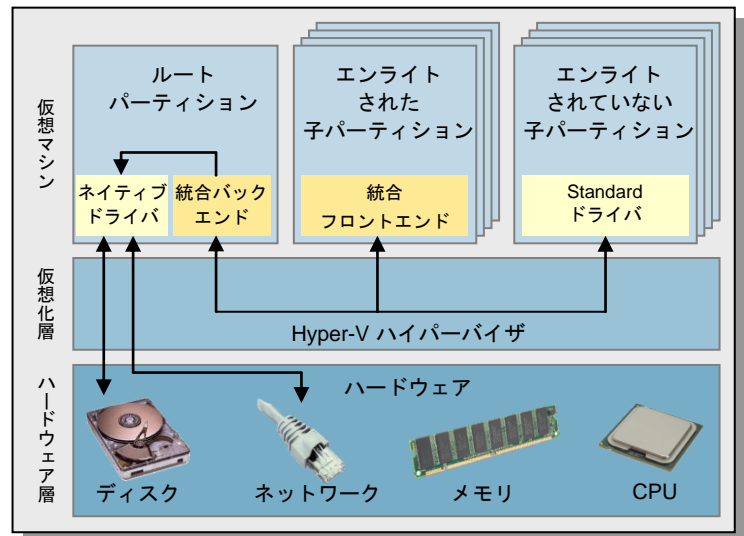 仮想マシン
ルート
パーティション
ネイティブ
ドライバ
統合バック
エンド
エンライト
された
子パーティション
統合
フロントエンド
エンライト
されていない
子パーティション
Standard
ドライバ
仮想化層
Hyper-V ハイパーバイザ
ハードウェア層
ハードウェア
ディスク
ネットワーク
メモリ
CPU